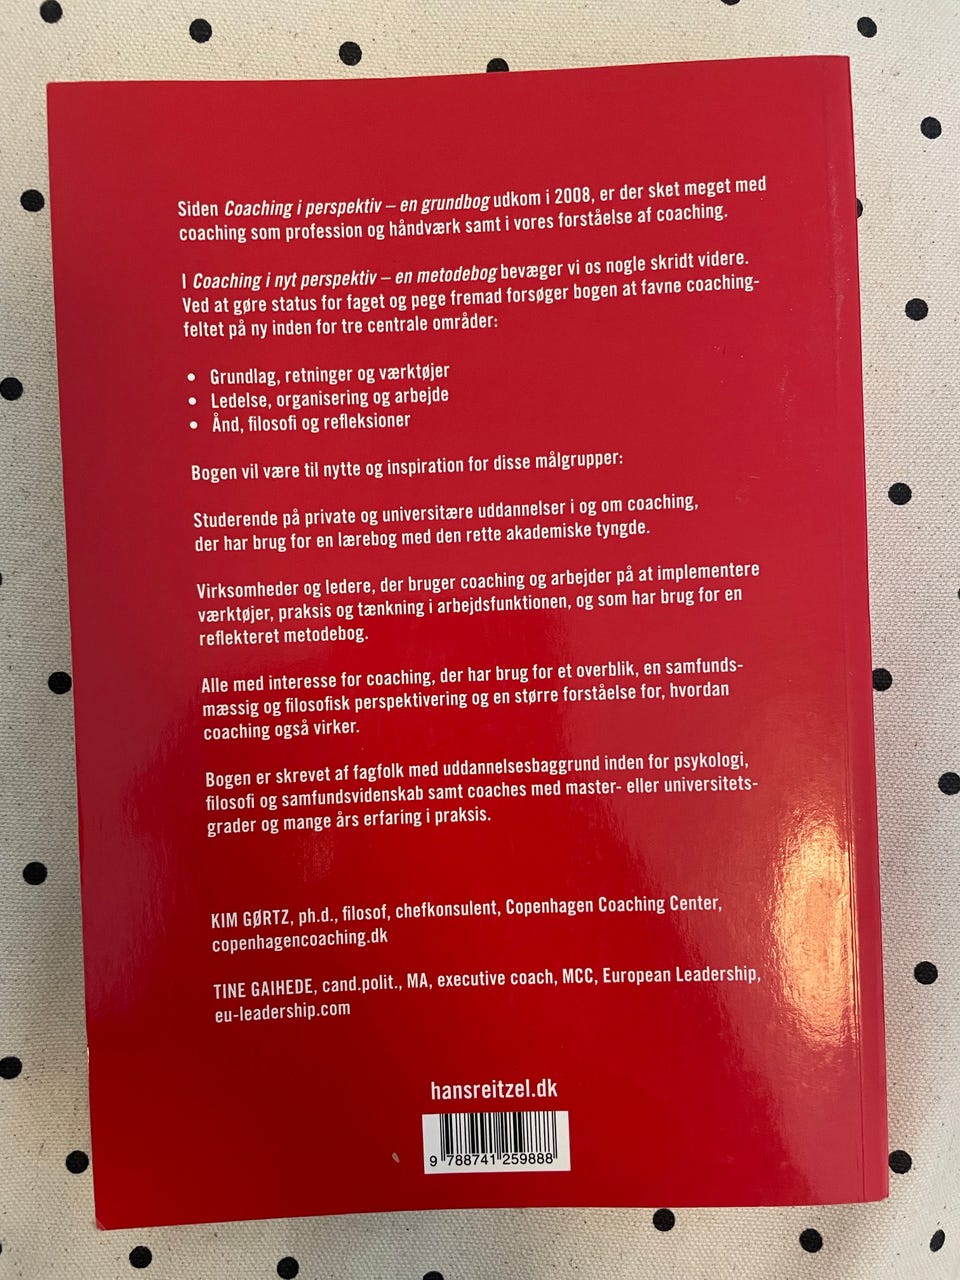 Siden Coaching i perspektiv – en grundbog udkom i 2008, er der sket meget med
coaching som profession og håndværk samt i vores forståelse af coaching.
I Coaching i nyt perspektiv – en metodebog bevæger vi os nogle skridt videre.
Ved at gøre status for faget og pege fremad forsøger bogen at favne coaching-
feltet på ny inden for tre centrale områder:
• Grundlag, retninger og værktøjer
• Ledelse, organisering og arbejde
• Ånd, filosofi og refleksioner
Bogen vil være til nytte og inspiration for disse målgrupper:
Studerende på private og universitære uddannelser i og om coaching,
der har brug for en lærebog med den rette akademiske tyngde.
Virksomheder og ledere, der bruger coaching og arbejder på at implementere
værktøjer, praksis og tænkning i arbejdsfunktionen, og som har brug for en
reflekteret metodebog.
Alle med interesse for coaching, der har brug for et overblik, en samfunds-
mæssig og filosofisk perspektivering og en større forståelse for, hvordan
coaching også virker.
Bogen er skrevet af fagfolk med uddannelsesbaggrund inden for psykologi,
filosofi og samfundsvidenskab samt coaches med master- eller universitets-
grader og mange års erfaring i praksis.
KIM GØRTZ, ph.d., filosof, chefkonsulent, Copenhagen Coaching Center,
copenhagencoaching.dk
TINE GAIHEDE, cand.polit., MA, executive coach, MCC, European Leadership,
eu-leadership.com
hansreitzel.dk
9 788741 259888